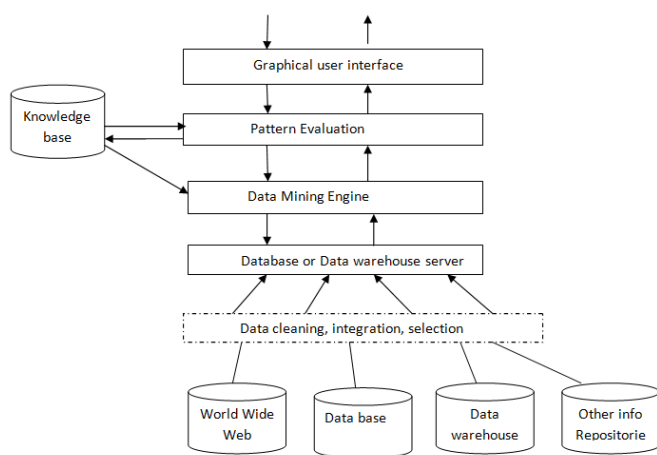 Graphical user interface
Knowledge
base
Pattern Evaluation
Data Mining Engine
Database or Data warehouse server
Data cleaning, integration, selection
World Wide
Web
Data base
Data
warehouse
Other info
Repositorie